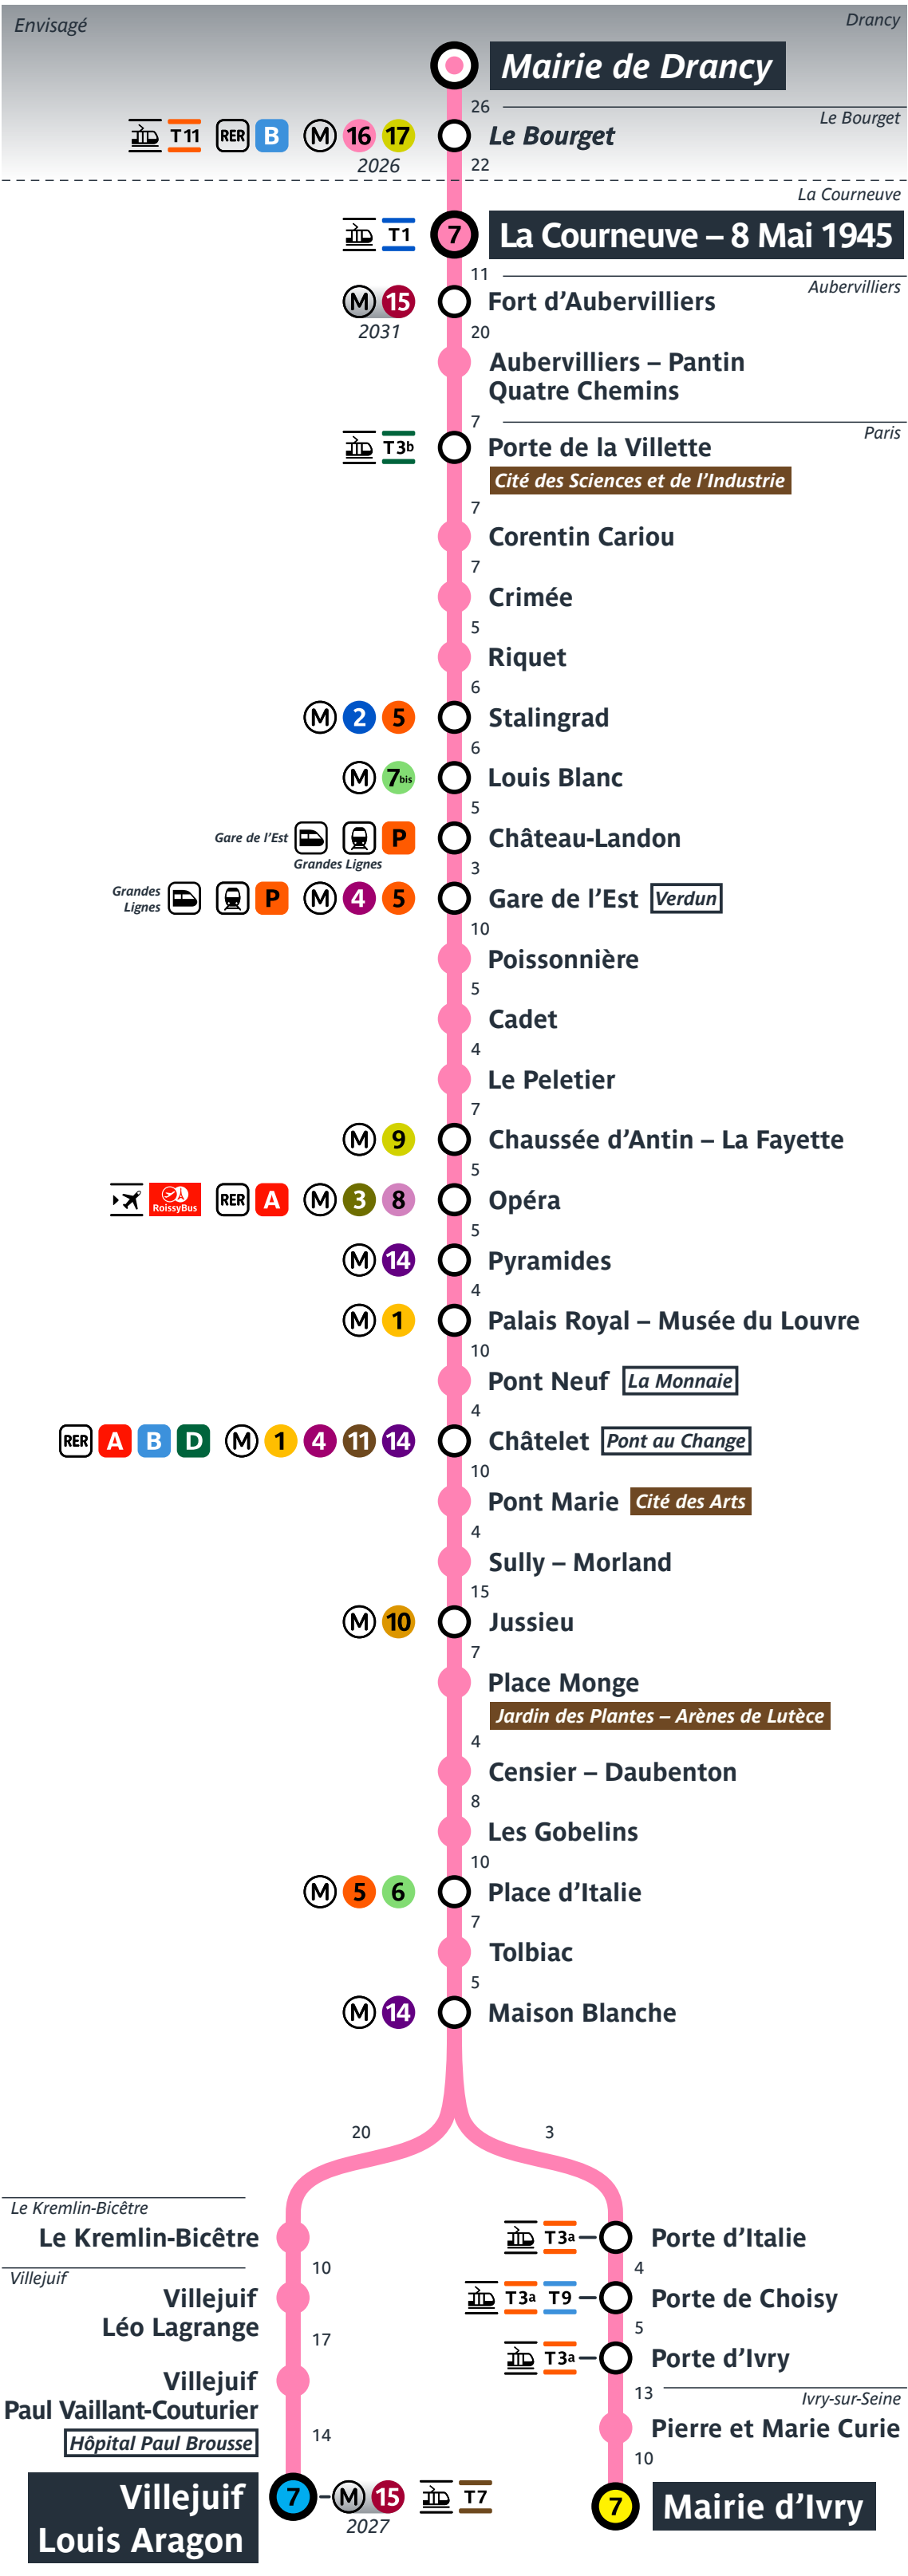 Envisagé
Drancy
Mairie de Drancy
26
Le Bourget
T11 RER B M 16 17 Le Bourget
2026
22
La Courneuve
T1 7 La Courneuve – 8 Mai 1945
11
Aubervilliers
M 15 Fort d’Aubervilliers
2031
20
Aubervilliers – Pantin
Quatre Chemins
7
Paris
T3b Porte de la Villette
Cité des Sciences et de l’Industrie
7
Corentin Cariou
7
Crimée
5
Riquet
6
M 2 5 Stalingrad
6
M 7bis Louis Blanc
5
Gare de l’Est P Château-Landon
Grandes Lignes
3
Grandes
Lignes
P M 4 5 Gare de l’Est Verdun
10
Poissonnière
5
Cadet
4
Le Peletier
7
M 9 Chaussée d’Antin – La Fayette
5
RoissyBus RER A M 3 8 Opéra
5
M 14 Pyramides
4
M 1 Palais Royal – Musée du Louvre
10
Pont Neuf La Monnaie
4
RER A B D M 1 4 11 14 Châtelet Pont au Change
10
Pont Marie Cité des Arts
4
Sully – Morland
15
M 10 Jussieu
7
Place Monge
Jardin des Plantes – Arènes de Lutèce
4
Censier – Daubenton
8
Les Gobelins
10
M 5 6 Place d’Italie
7
Tolbiac
5
M 14 Maison Blanche
20
3
Le Kremlin-Bicêtre
Le Kremlin-Bicêtre
10
Villejuif
Villejuif
Léo Lagrange
17
Villejuif
Paul Vaillant-Couturier
Hôpital Paul Brousse
14
Villejuif
Louis Aragon
7 M 15 T7
2027
T3a Porte d’Italie
4
T3a T9 Porte de Choisy
5
T3a Porte d’Ivry
13
Ivry-sur-Seine
Pierre et Marie Curie
10
7 Mairie d’Ivry